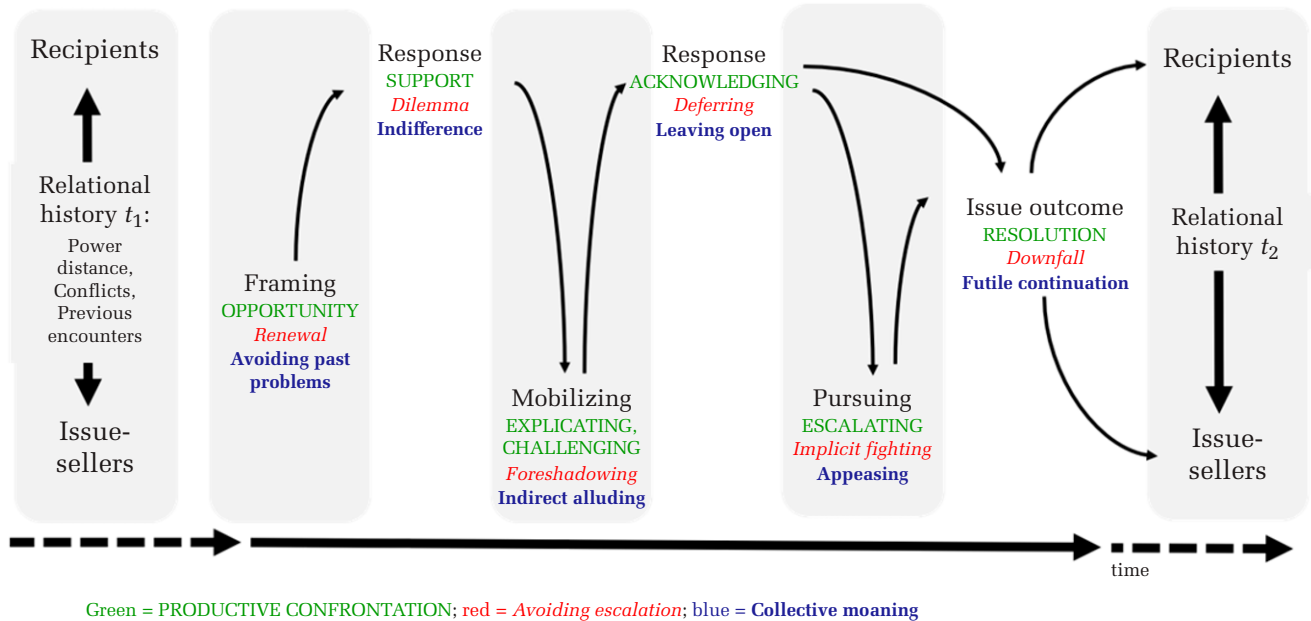 Recipients
Relational
history t1:
Power
distance,
Conflicts,
Previous
encounters
Issue-
sellers
Framing
OPPORTUNITY
Renewal
Avoiding past
problems
Response
SUPPORT
Dilemma
Indifference
Mobilizing
EXPLICATING,
CHALLENGING
Foreshadowing
Indirect alluding
Response
ACKNOWLEDGING
Deferring
Leaving open
Pursuing
ESCALATING
Implicit fighting
Appeasing
Issue outcome
RESOLUTION
Downfall
Futile continuation
Recipients
Relational
history t2
Issue-
sellers
time
Green = PRODUCTIVE CONFRONTATION; red = Avoiding escalation; blue = Collective moaning